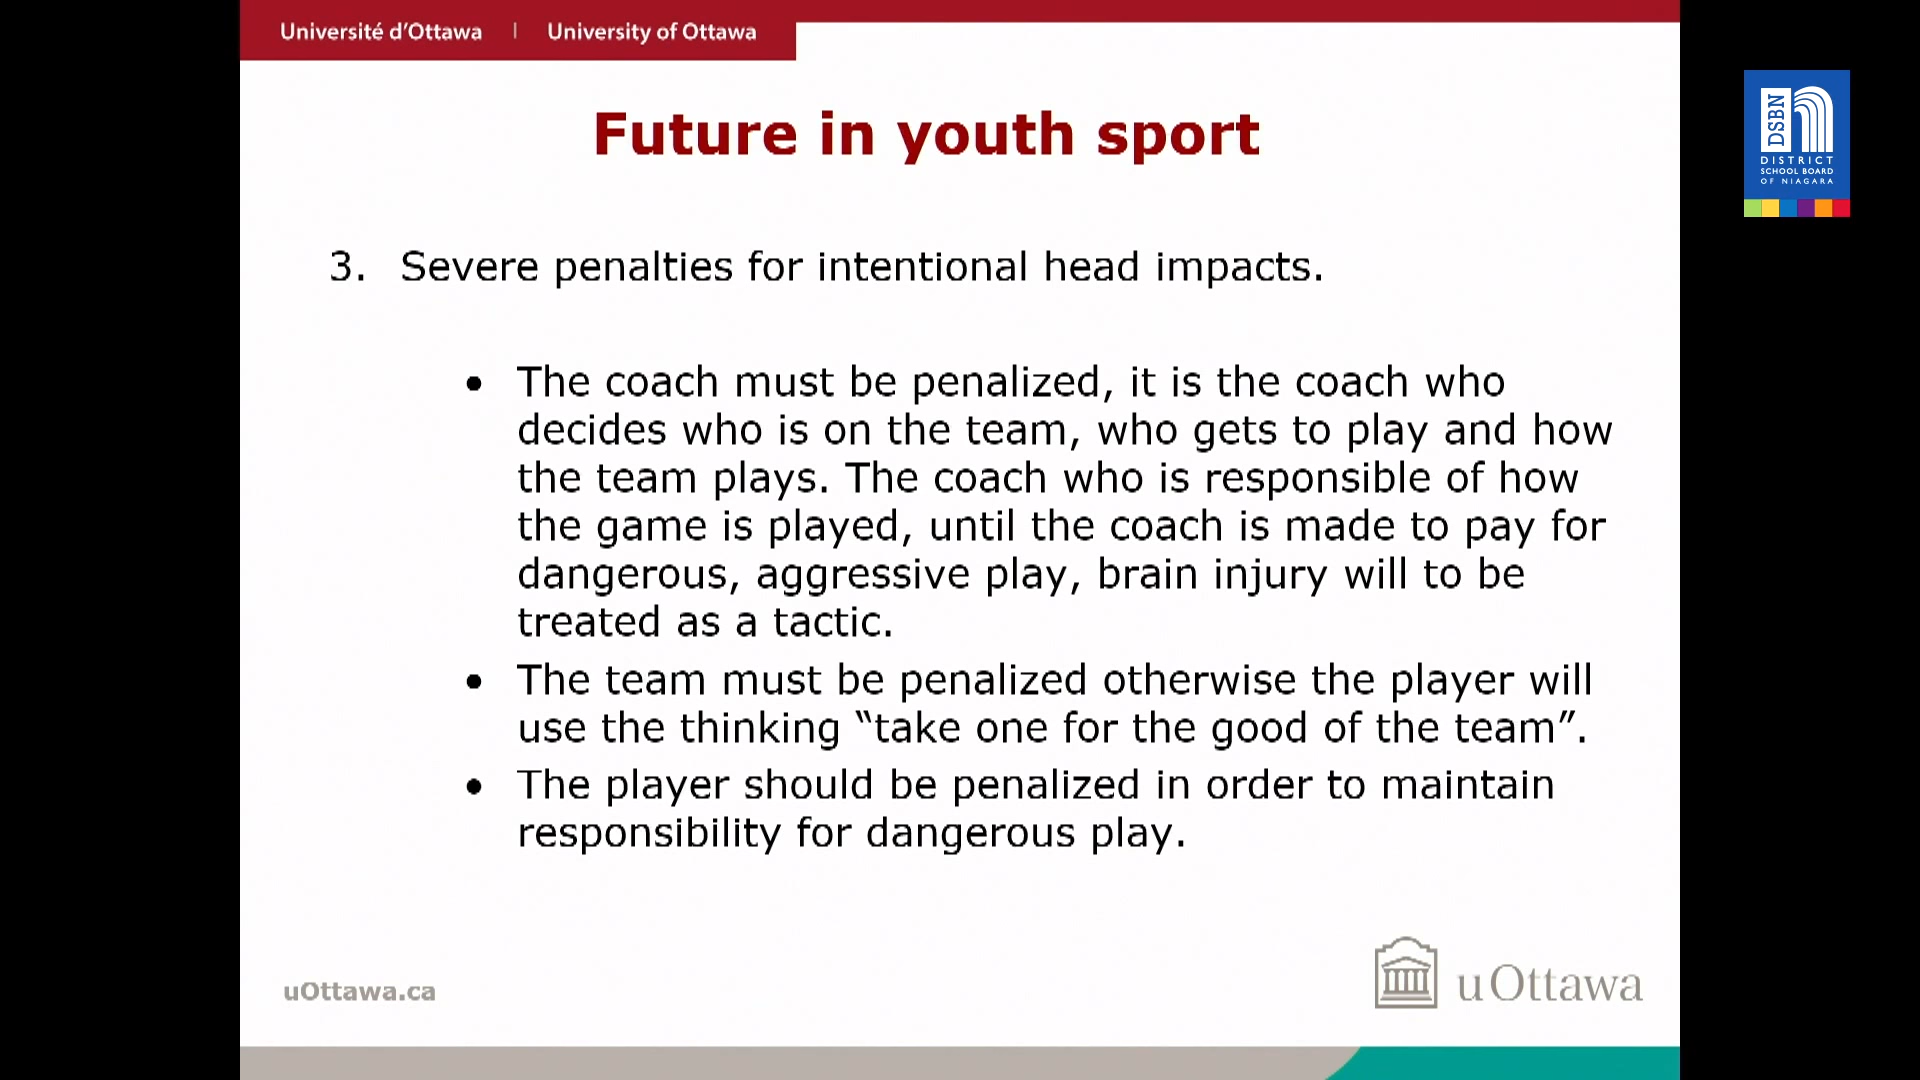 Université d'Ottawa | University of Ottawa
DSBN
DISTRICT
SCHOOL BOARD
OF NIAGARA
Future in youth sport
3. Severe penalties for intentional head impacts.
• The coach must be penalized, it is the coach who
decides who is on the team, who gets to play and how
the team plays. The coach who is responsible of how
the game is played, until the coach is made to pay for
dangerous, aggressive play, brain injury will to be
treated as a tactic.
• The team must be penalized otherwise the player will
use the thinking “take one for the good of the team”.
• The player should be penalized in order to maintain
responsibility for dangerous play.
uOttawa.ca
uOttawa